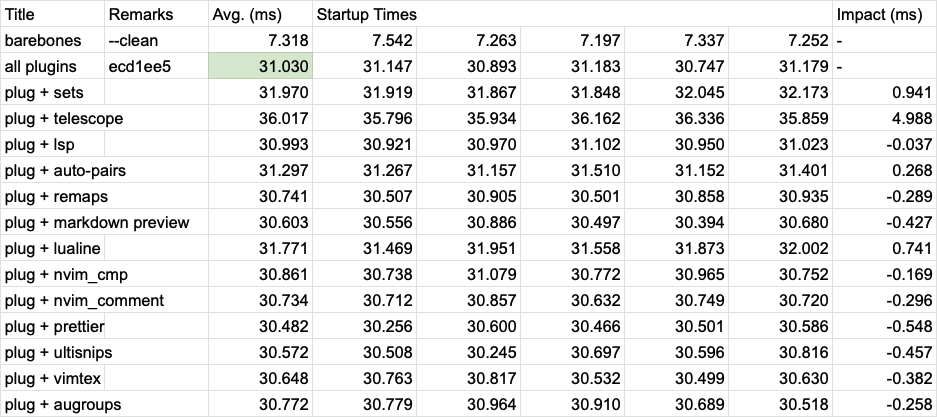 Title Remarks Avg. (ms) Startup Times Impact (ms)
barebones --clean 7.318 7.542 7.263 7.197 7.337 7.252 -
all plugins ecd1ee5 31.030 31.147 30.893 31.183 30.747 31.179 -
plug + sets 31.970 31.919 31.867 31.848 32.045 32.173 0.941
plug + telescope 36.017 35.796 35.934 36.162 36.336 35.859 4.988
plug + lsp 30.993 30.921 30.970 31.102 30.950 31.023 -0.037
plug + auto-pairs 31.297 31.267 31.157 31.510 31.152 31.401 0.268
plug + remaps 30.741 30.507 30.905 30.501 30.858 30.935 -0.289
plug + markdown preview 30.603 30.556 30.886 30.497 30.394 30.680 -0.427
plug + lualine 31.771 31.469 31.951 31.558 31.873 32.002 0.741
plug + nvim_cmp 30.861 30.738 31.079 30.772 30.965 30.752 -0.169
plug + nvim_comment 30.734 30.712 30.857 30.632 30.749 30.720 -0.296
plug + prettier 30.482 30.256 30.600 30.466 30.501 30.586 -0.548
plug + ultisnips 30.572 30.508 30.245 30.697 30.596 30.816 -0.457
plug + vimtex 30.648 30.763 30.817 30.532 30.499 30.630 -0.382
plug + augroups 30.772 30.779 30.964 30.910 30.689 30.518 -0.258